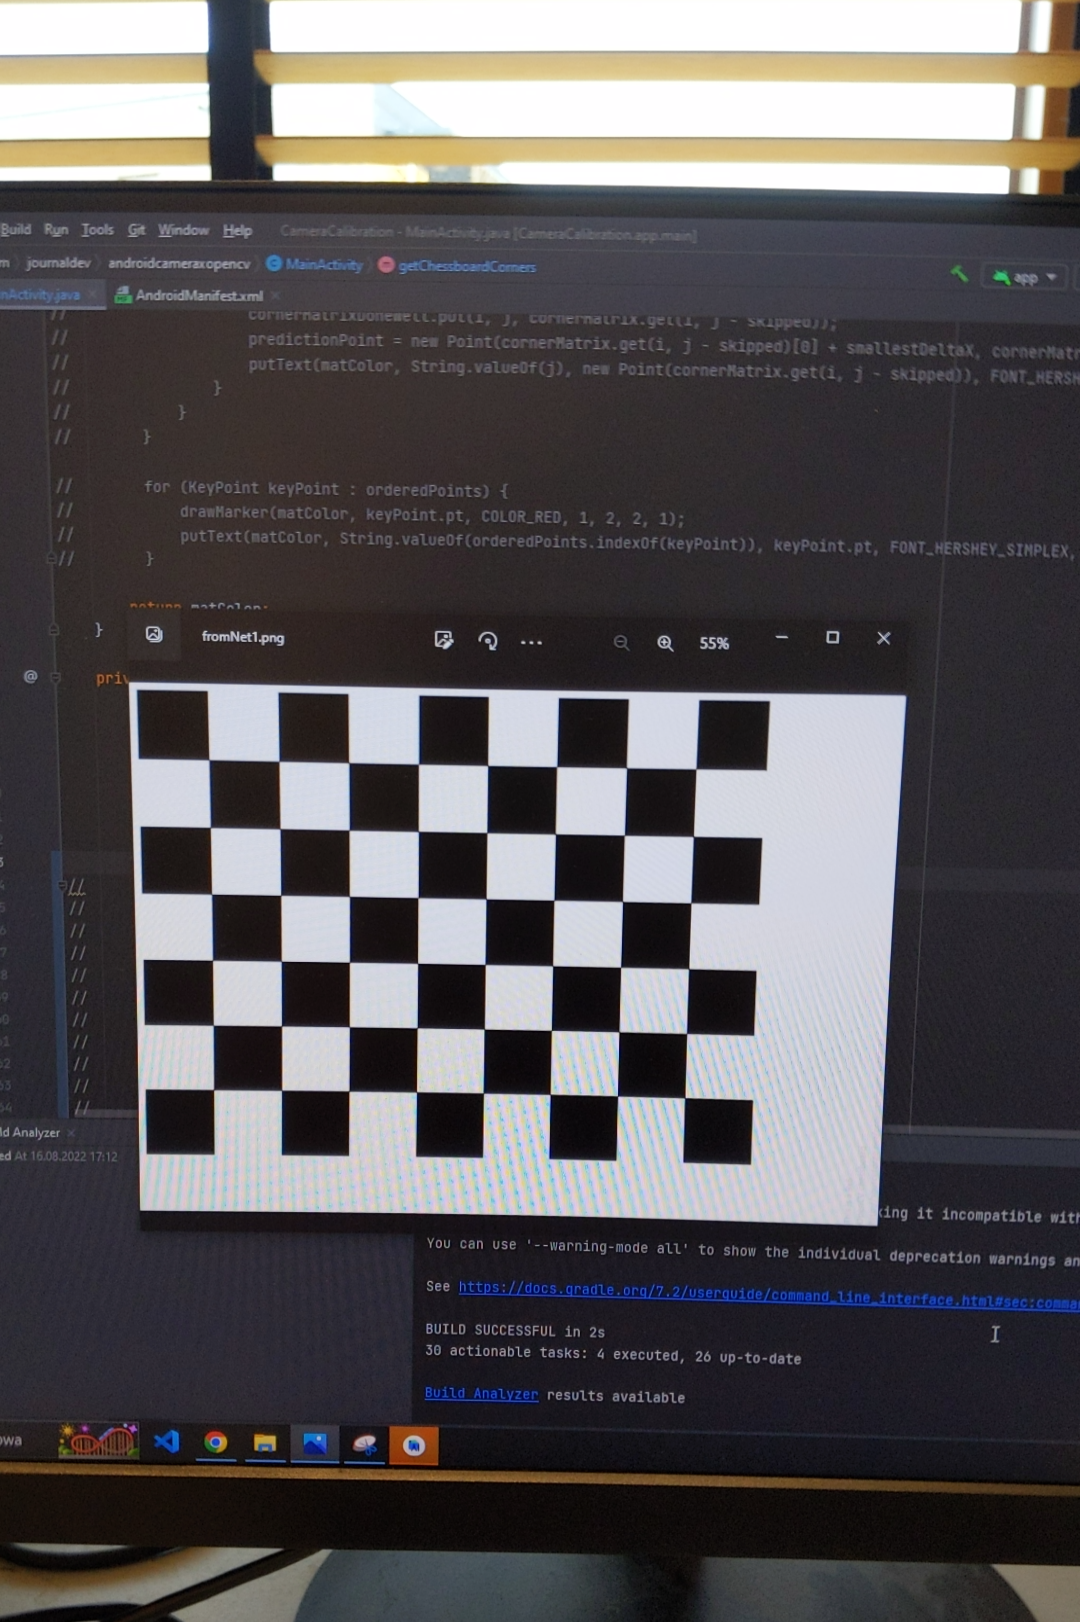 Build Run Tools Git Window Help CameraCalibration - MainActivity.java [CameraCalibration.app.main]
journaldev androidcameraxopencv MainActivity getChessboardCorners app
nActivity.java AndroidManifest.xml
// cornerMatrixDoneWell.put(i, j, cornerMatrix.get(i, j - skipped));
// predictionPoint = new Point(cornerMatrix.get(i, j - skipped)[0] + smallestDeltaX, cornerMatr
// putText(matColor, String.valueOf(j), new Point(cornerMatrix.get(i, j - skipped)), FONT_HERSH
// }
// }
// }
// for (KeyPoint keyPoint : orderedPoints) {
// drawMarker(matColor, keyPoint.pt, COLOR_RED, 1, 2, 2, 1);
// putText(matColor, String.valueOf(orderedPoints.indexOf(keyPoint)), keyPoint.pt, FONT_HERSHEY_SIMPLEX,
// }
return matColor;
}
fromNet1.png 55%
@ priv
//
//
//
//
//
//
//
//
//
//
//
ld Analyzer
ed At 16.08.2022 17:12
king it incompatible with
You can use '--warning-mode all' to show the individual deprecation warnings an
See https://docs.gradle.org/7.2/userguide/command_line_interface.html#sec:comma
BUILD SUCCESSFUL in 2s
30 actionable tasks: 4 executed, 26 up-to-date
Build Analyzer results available
owa